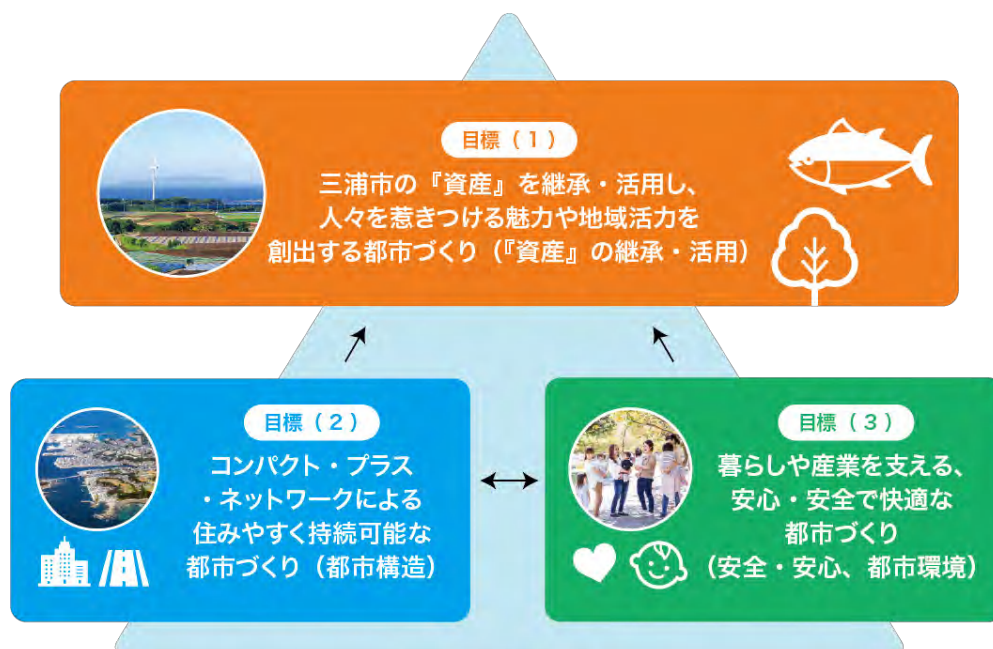 目標(1)
三浦市の『資産』を継承・活用し、
人々を惹きつける魅力や地域活力を
創出する都市づくり(『資産』の継承・活用)
目標(2)
コンパクト・プラス
・ネットワークによる
住みやすく持続可能な
都市づくり(都市構造)
目標(3)
暮らしや産業を支える、
安心・安全で快適な
都市づくり
(安全・安心、都市環境)